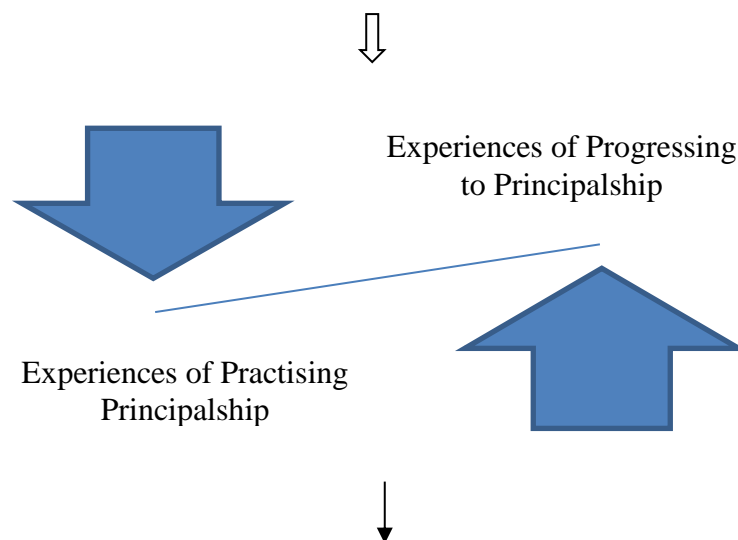 Experiences of Progressing
to Principalship
Experiences of Practising
Principalship